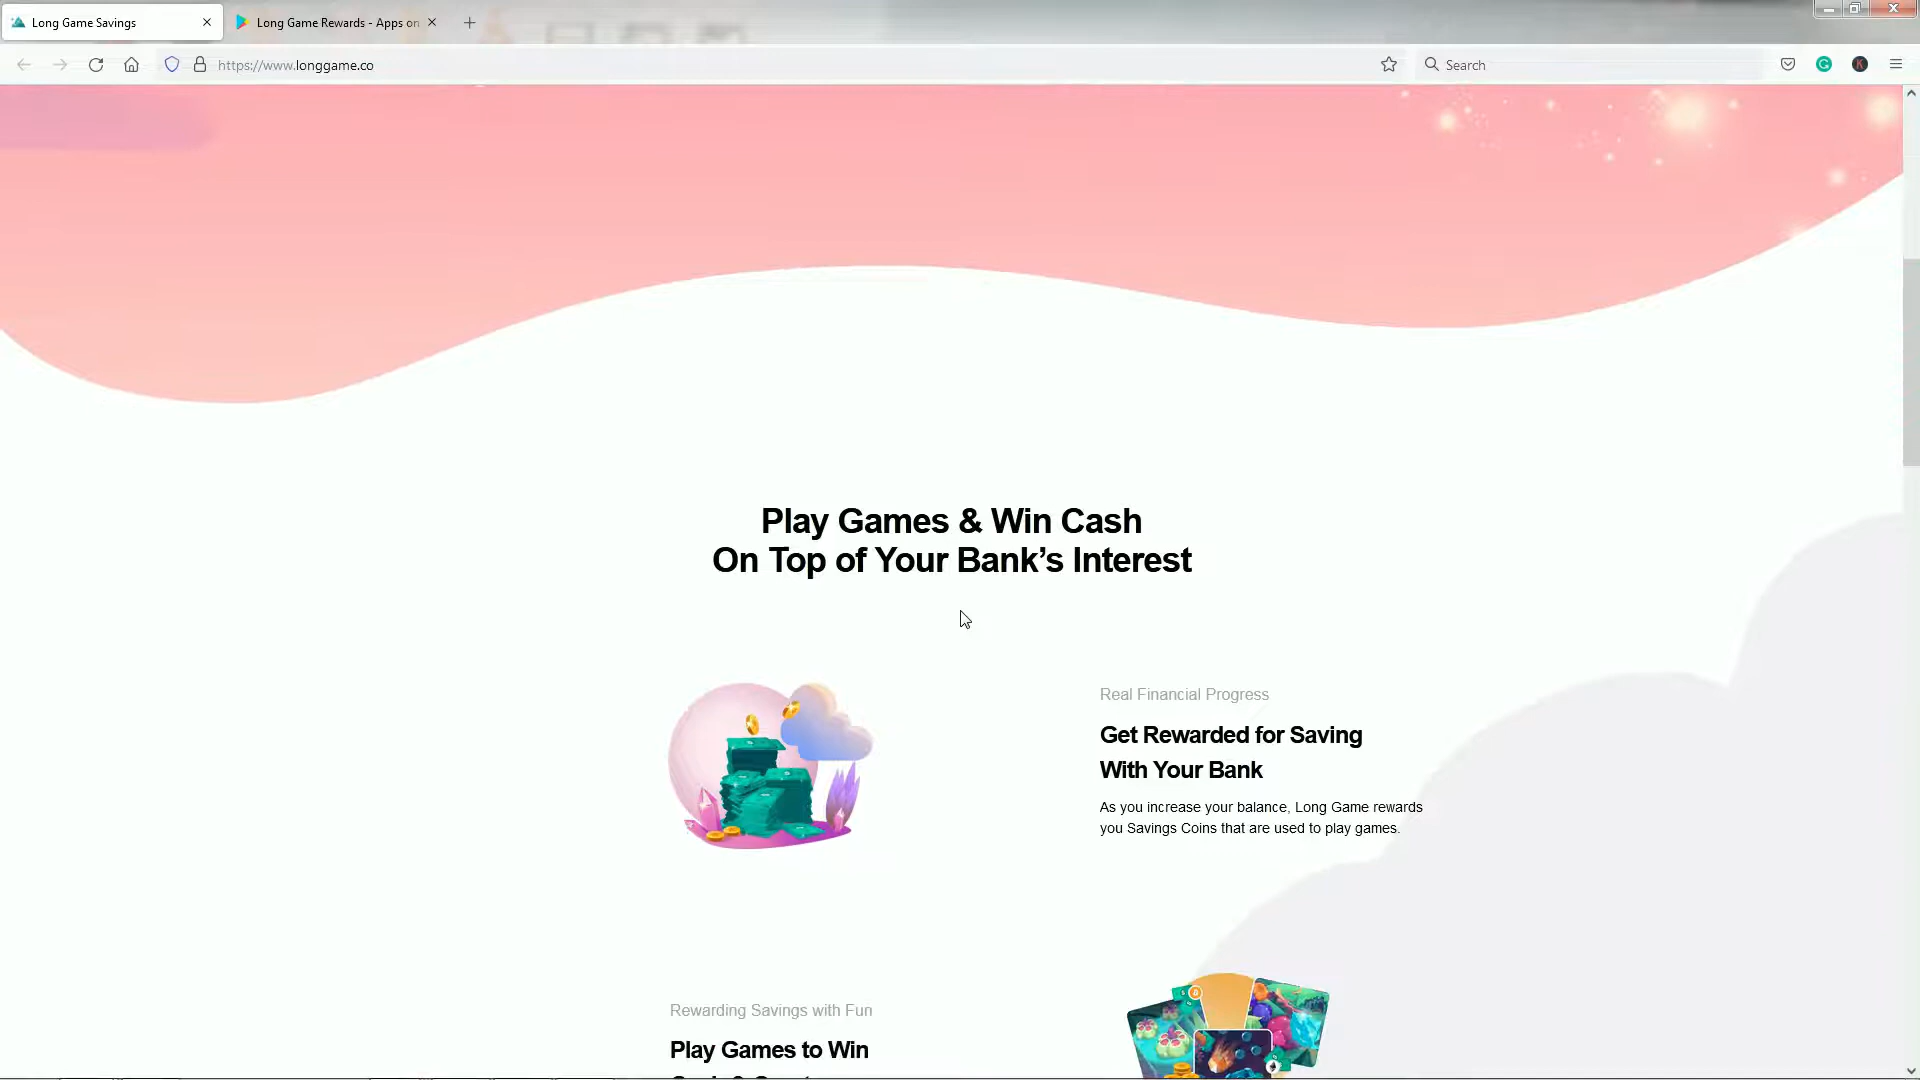 Long Game Savings
Long Game Rewards - Apps on
https://www.longgame.co
Search
Play Games & Win Cash
On Top of Your Bank's Interest
Real Financial Progress
Get Rewarded for Saving
With Your Bank
As you increase your balance, Long Game rewards
you Savings Coins that are used to play games.
Rewarding Savings with Fun
Play Games to Win